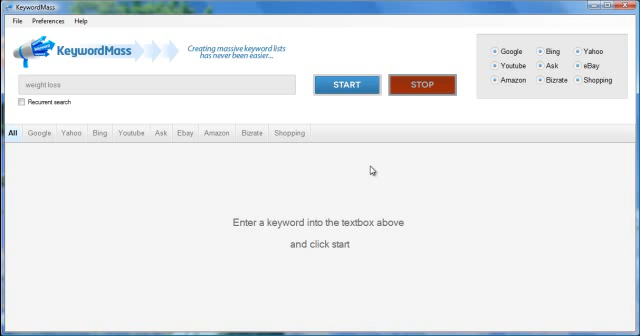 KeywordMass
File Preferences Help
KeywordMass
Creating massive keyword lists
has never been easier...
weight loss
START
STOP
Recurrent search
Google Bing Yahoo
Youtube Ask eBay
Amazon Bizrate Shopping
All Google Yahoo Bing Youtube Ask Ebay Amazon Bizrate Shopping
Enter a keyword into the textbox above
and click start